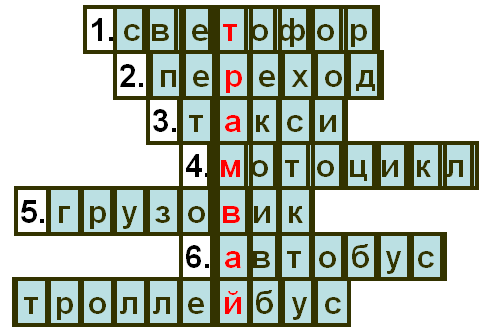 1. светофор
2. переход
3. такси
4. мотоцикл
5. грузовик
6. автобус
троллейбус